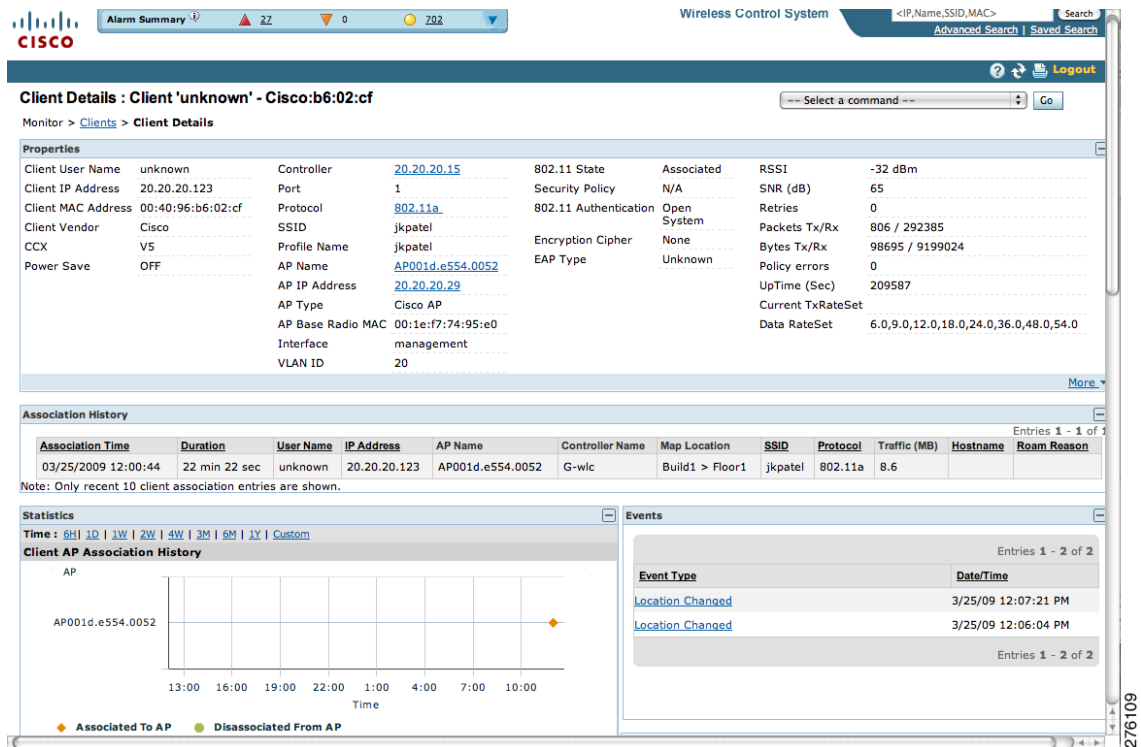 CISCO
Alarm Summary 27 0 702
Wireless Control System
<IP,Name,SSID,MAC> Search
Advanced Search | Saved Search
Logout
Client Details : Client 'unknown' - Cisco:b6:02:cf
-- Select a command -- Go
Monitor > Clients > Client Details
Properties
Client User Name unknown
Client IP Address 20.20.20.123
Client MAC Address 00:40:96:b6:02:cf
Client Vendor Cisco
CCX V5
Power Save OFF
Controller 20.20.20.15
Port 1
Protocol 802.11a
SSID jkpatel
Profile Name jkpatel
AP Name AP001d.e554.0052
AP IP Address 20.20.20.29
AP Type Cisco AP
AP Base Radio MAC 00:1e:f7:74:95:e0
Interface management
VLAN ID 20
802.11 State Associated
Security Policy N/A
802.11 Authentication Open
System
Encryption Cipher None
EAP Type Unknown
RSSI -32 dBm
SNR (dB) 65
Retries 0
Packets Tx/Rx 806 / 292385
Bytes Tx/Rx 98695 / 9199024
Policy errors 0
UpTime (Sec) 209587
Current TxRateSet
Data RateSet 6.0,9.0,12.0,18.0,24.0,36.0,48.0,54.0
More
Association History
Entries 1 - 1 of 1
Association Time Duration User Name IP Address AP Name Controller Name Map Location SSID Protocol Traffic (MB) Hostname Roam Reason
03/25/2009 12:00:44 22 min 22 sec unknown 20.20.20.123 AP001d.e554.0052 G-wlc Build1 > Floor1 jkpatel 802.11a 8.6
Note: Only recent 10 client association entries are shown.
Statistics
Time : 6H| 1D | 1W | 2W | 4W | 3M | 6M | 1Y | Custom
Client AP Association History
AP
AP001d.e554.0052
13:00 16:00 19:00 22:00 1:00 4:00 7:00 10:00
Time
Associated To AP Disassociated From AP
Events
Entries 1 - 2 of 2
Event Type Date/Time
Location Changed 3/25/09 12:07:21 PM
Location Changed 3/25/09 12:06:04 PM
Entries 1 - 2 of 2
276109